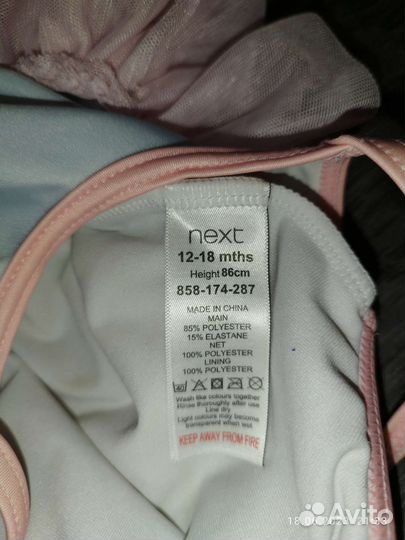 next
12-18 mths
Height 86cm
858-174-287
MADE IN CHINA
MAIN
85% POLYESTER
15% ELASTANE
NET
100% POLYESTER
LINING
100% POLYESTER
Wash like colours together
Rinse thoroughly after use
Line dry
Light colours may become
transparent when wet
KEEP AWAY FROM FIRE
Avito